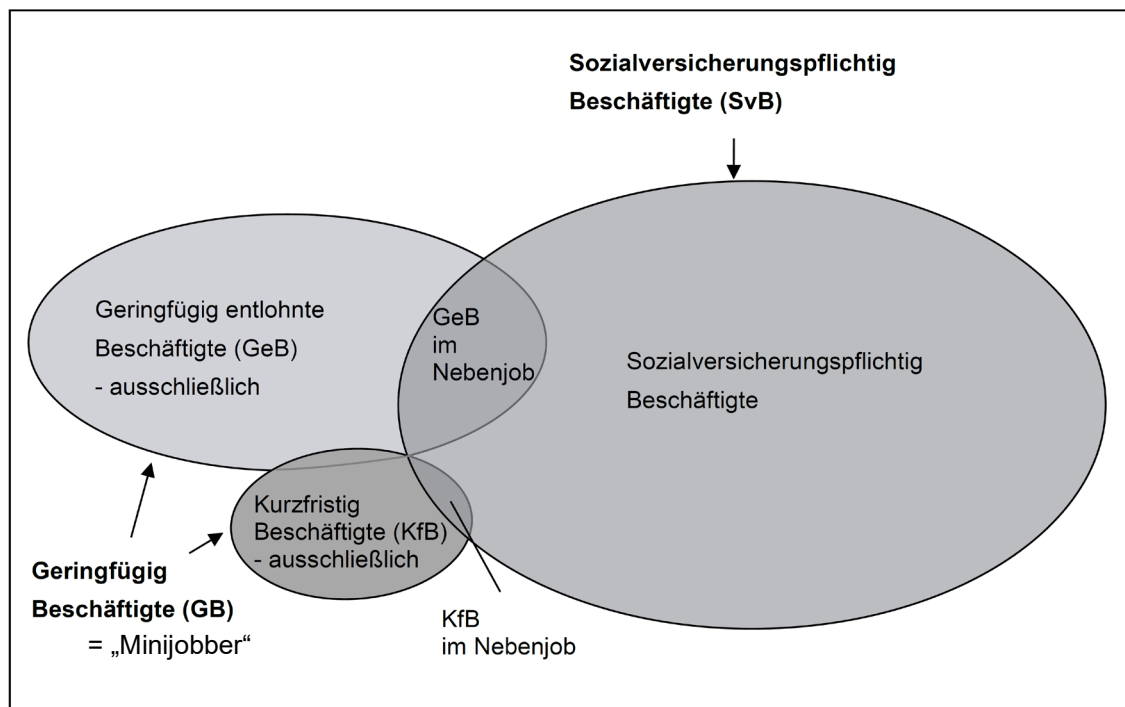 Sozialversicherungspflichtig
Beschäftigte (SvB)
Geringfügig entlohnte
Beschäftigte (GeB)
- ausschließlich
GeB
im
Nebenjob
Sozialversicherungspflichtig
Beschäftigte
Kurzfristig
Beschäftigte (KfB)
- ausschließlich
Geringfügig
Beschäftigte (GB)
= „Minijobber“
KfB
im Nebenjob